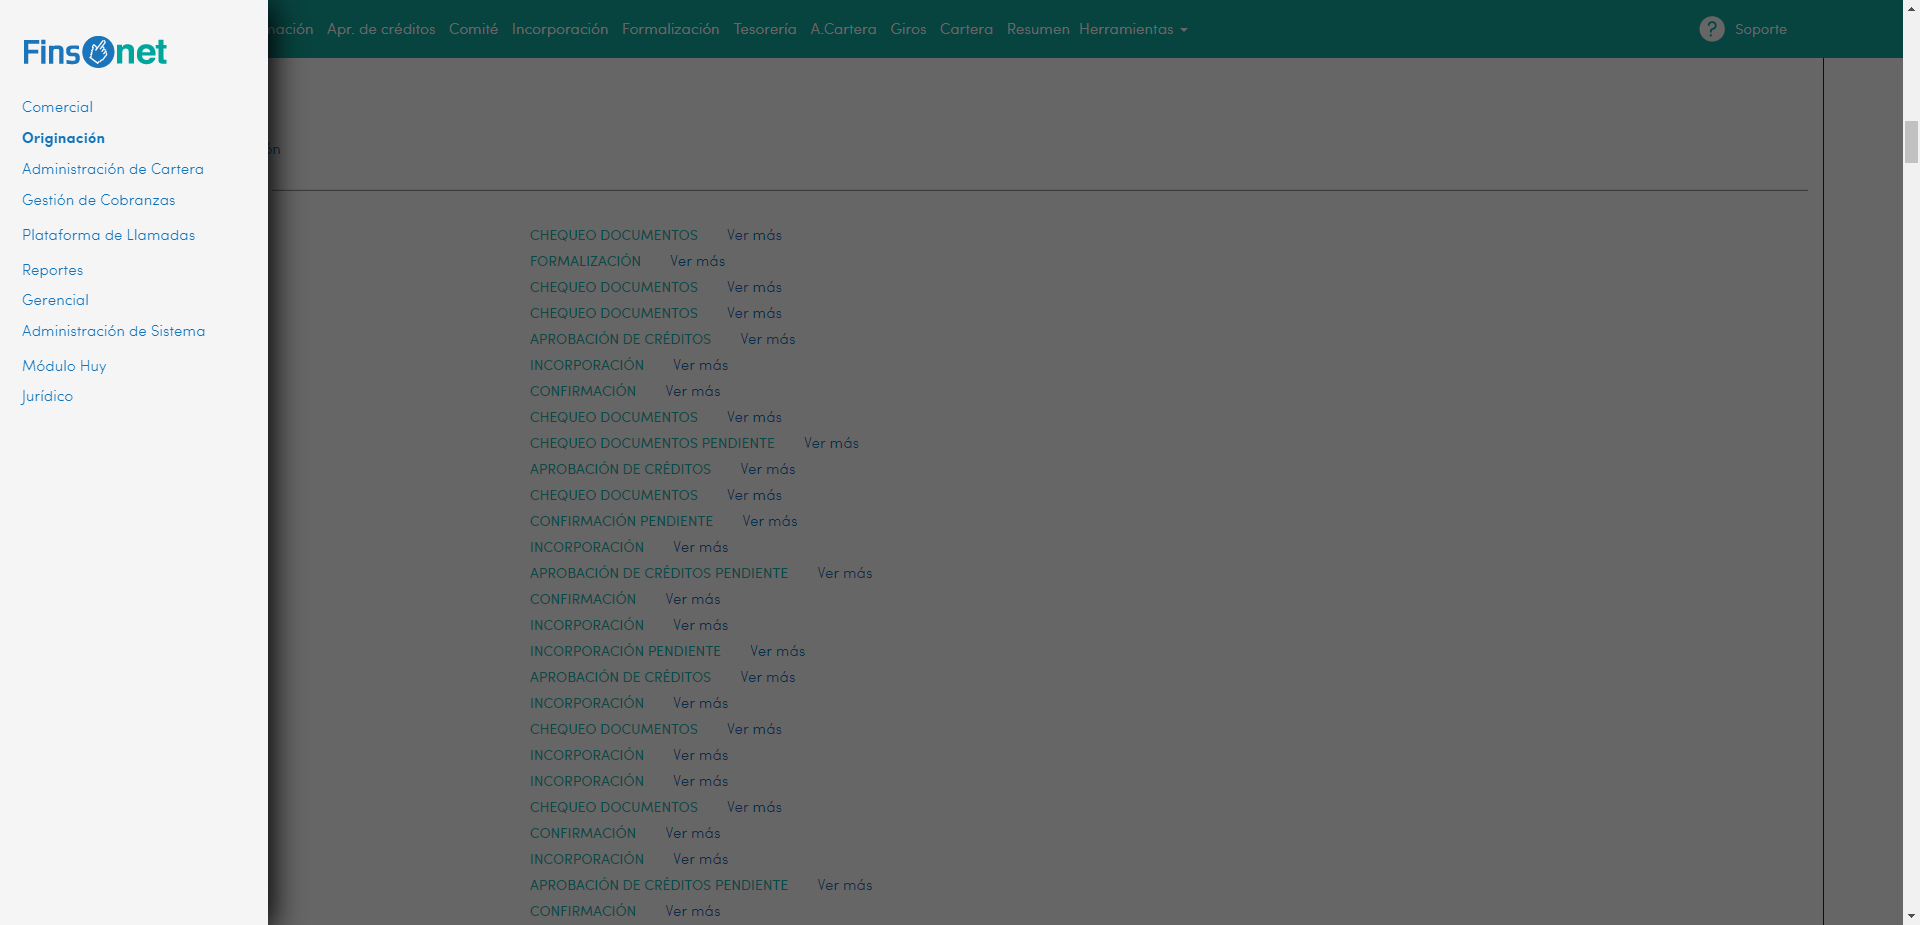 Finsonet
Comercial
Originación
Administración de Cartera
Gestión de Cobranzas
Plataforma de Llamadas
Reportes
Gerencial
Administración de Sistema
Módulo Huy
Jurídico
Apr. de créditos Comité Incorporación Formalización Tesorería A.Cartera Giros Cartera Resumen Herramientas
? Soporte
CHEQUEO DOCUMENTOS Ver más
FORMALIZACIÓN Ver más
CHEQUEO DOCUMENTOS Ver más
CHEQUEO DOCUMENTOS Ver más
APROBACIÓN DE CRÉDITOS Ver más
INCORPORACIÓN Ver más
CONFIRMACIÓN Ver más
CHEQUEO DOCUMENTOS Ver más
CHEQUEO DOCUMENTOS PENDIENTE Ver más
APROBACIÓN DE CRÉDITOS Ver más
CHEQUEO DOCUMENTOS Ver más
CONFIRMACIÓN PENDIENTE Ver más
INCORPORACIÓN Ver más
APROBACIÓN DE CRÉDITOS PENDIENTE Ver más
CONFIRMACIÓN Ver más
INCORPORACIÓN Ver más
INCORPORACIÓN PENDIENTE Ver más
APROBACIÓN DE CRÉDITOS Ver más
INCORPORACIÓN Ver más
CHEQUEO DOCUMENTOS Ver más
INCORPORACIÓN Ver más
INCORPORACIÓN Ver más
CHEQUEO DOCUMENTOS Ver más
CONFIRMACIÓN Ver más
INCORPORACIÓN Ver más
APROBACIÓN DE CRÉDITOS PENDIENTE Ver más
CONFIRMACIÓN Ver más